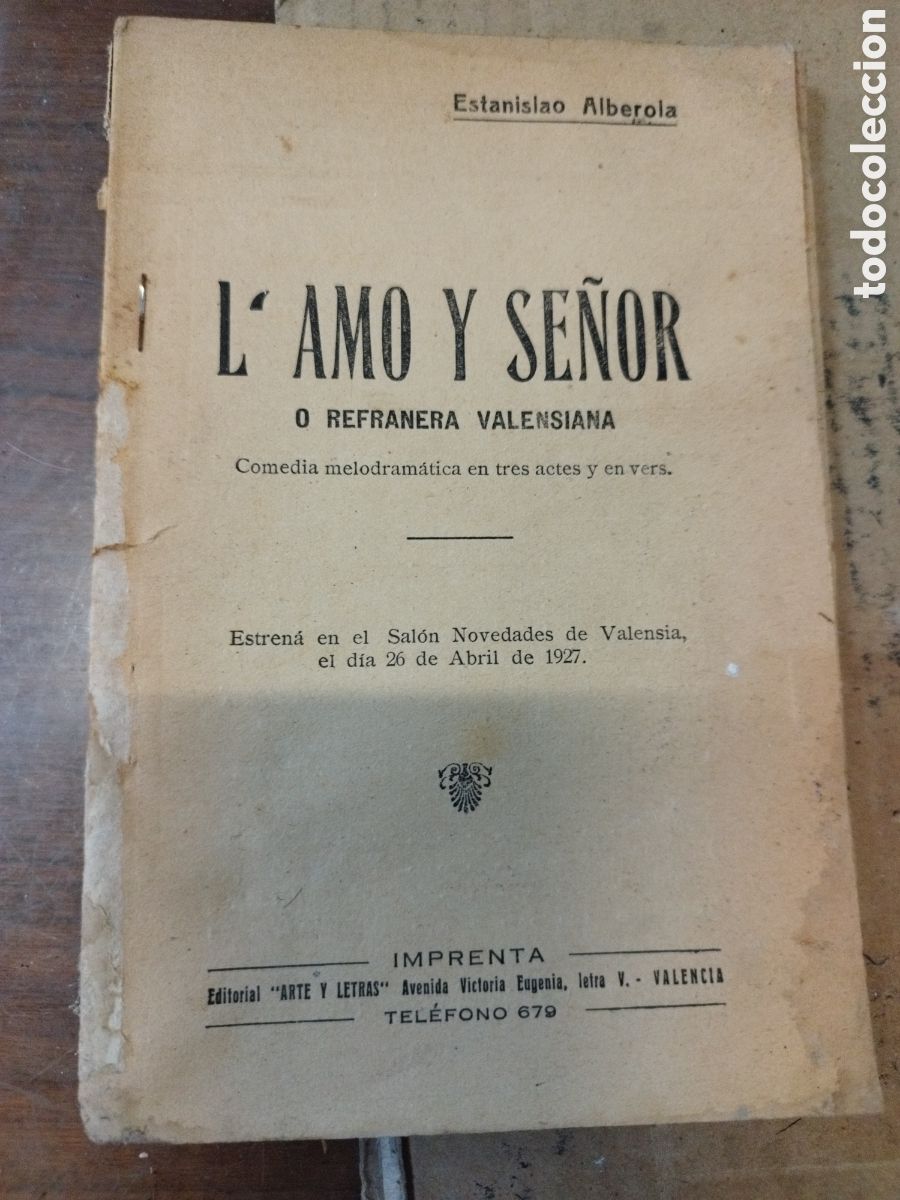 Estanislao Alberola
L' AMO Y SEÑOR
O REFRANERA VALENSIANA
Comedia melodramática en tres actes y en vers.
Estrená en el Salón Novedades de Valensia,
el día 26 de Abril de 1927.
IMPRENTA
Editorial "ARTE Y LETRAS" Avenida Victoria Eugenia, letra V. - VALENCIA
TELÉFONO 679
todocoleccion